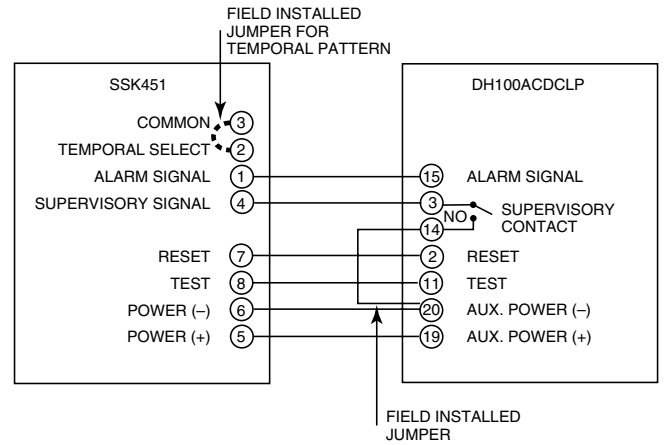 FIELD INSTALLED
JUMPER FOR
TEMPORAL PATTERN
SSK451
DH100ACDCLP
COMMON 3
TEMPORAL SELECT 2
ALARM SIGNAL 1 15 ALARM SIGNAL
SUPERVISORY SIGNAL 4 3
NO SUPERVISORY
CONTACT
14
RESET 7 2 RESET
TEST 8 11 TEST
POWER (–) 6 20 AUX. POWER (–)
POWER (+) 5 19 AUX. POWER (+)
FIELD INSTALLED
JUMPER